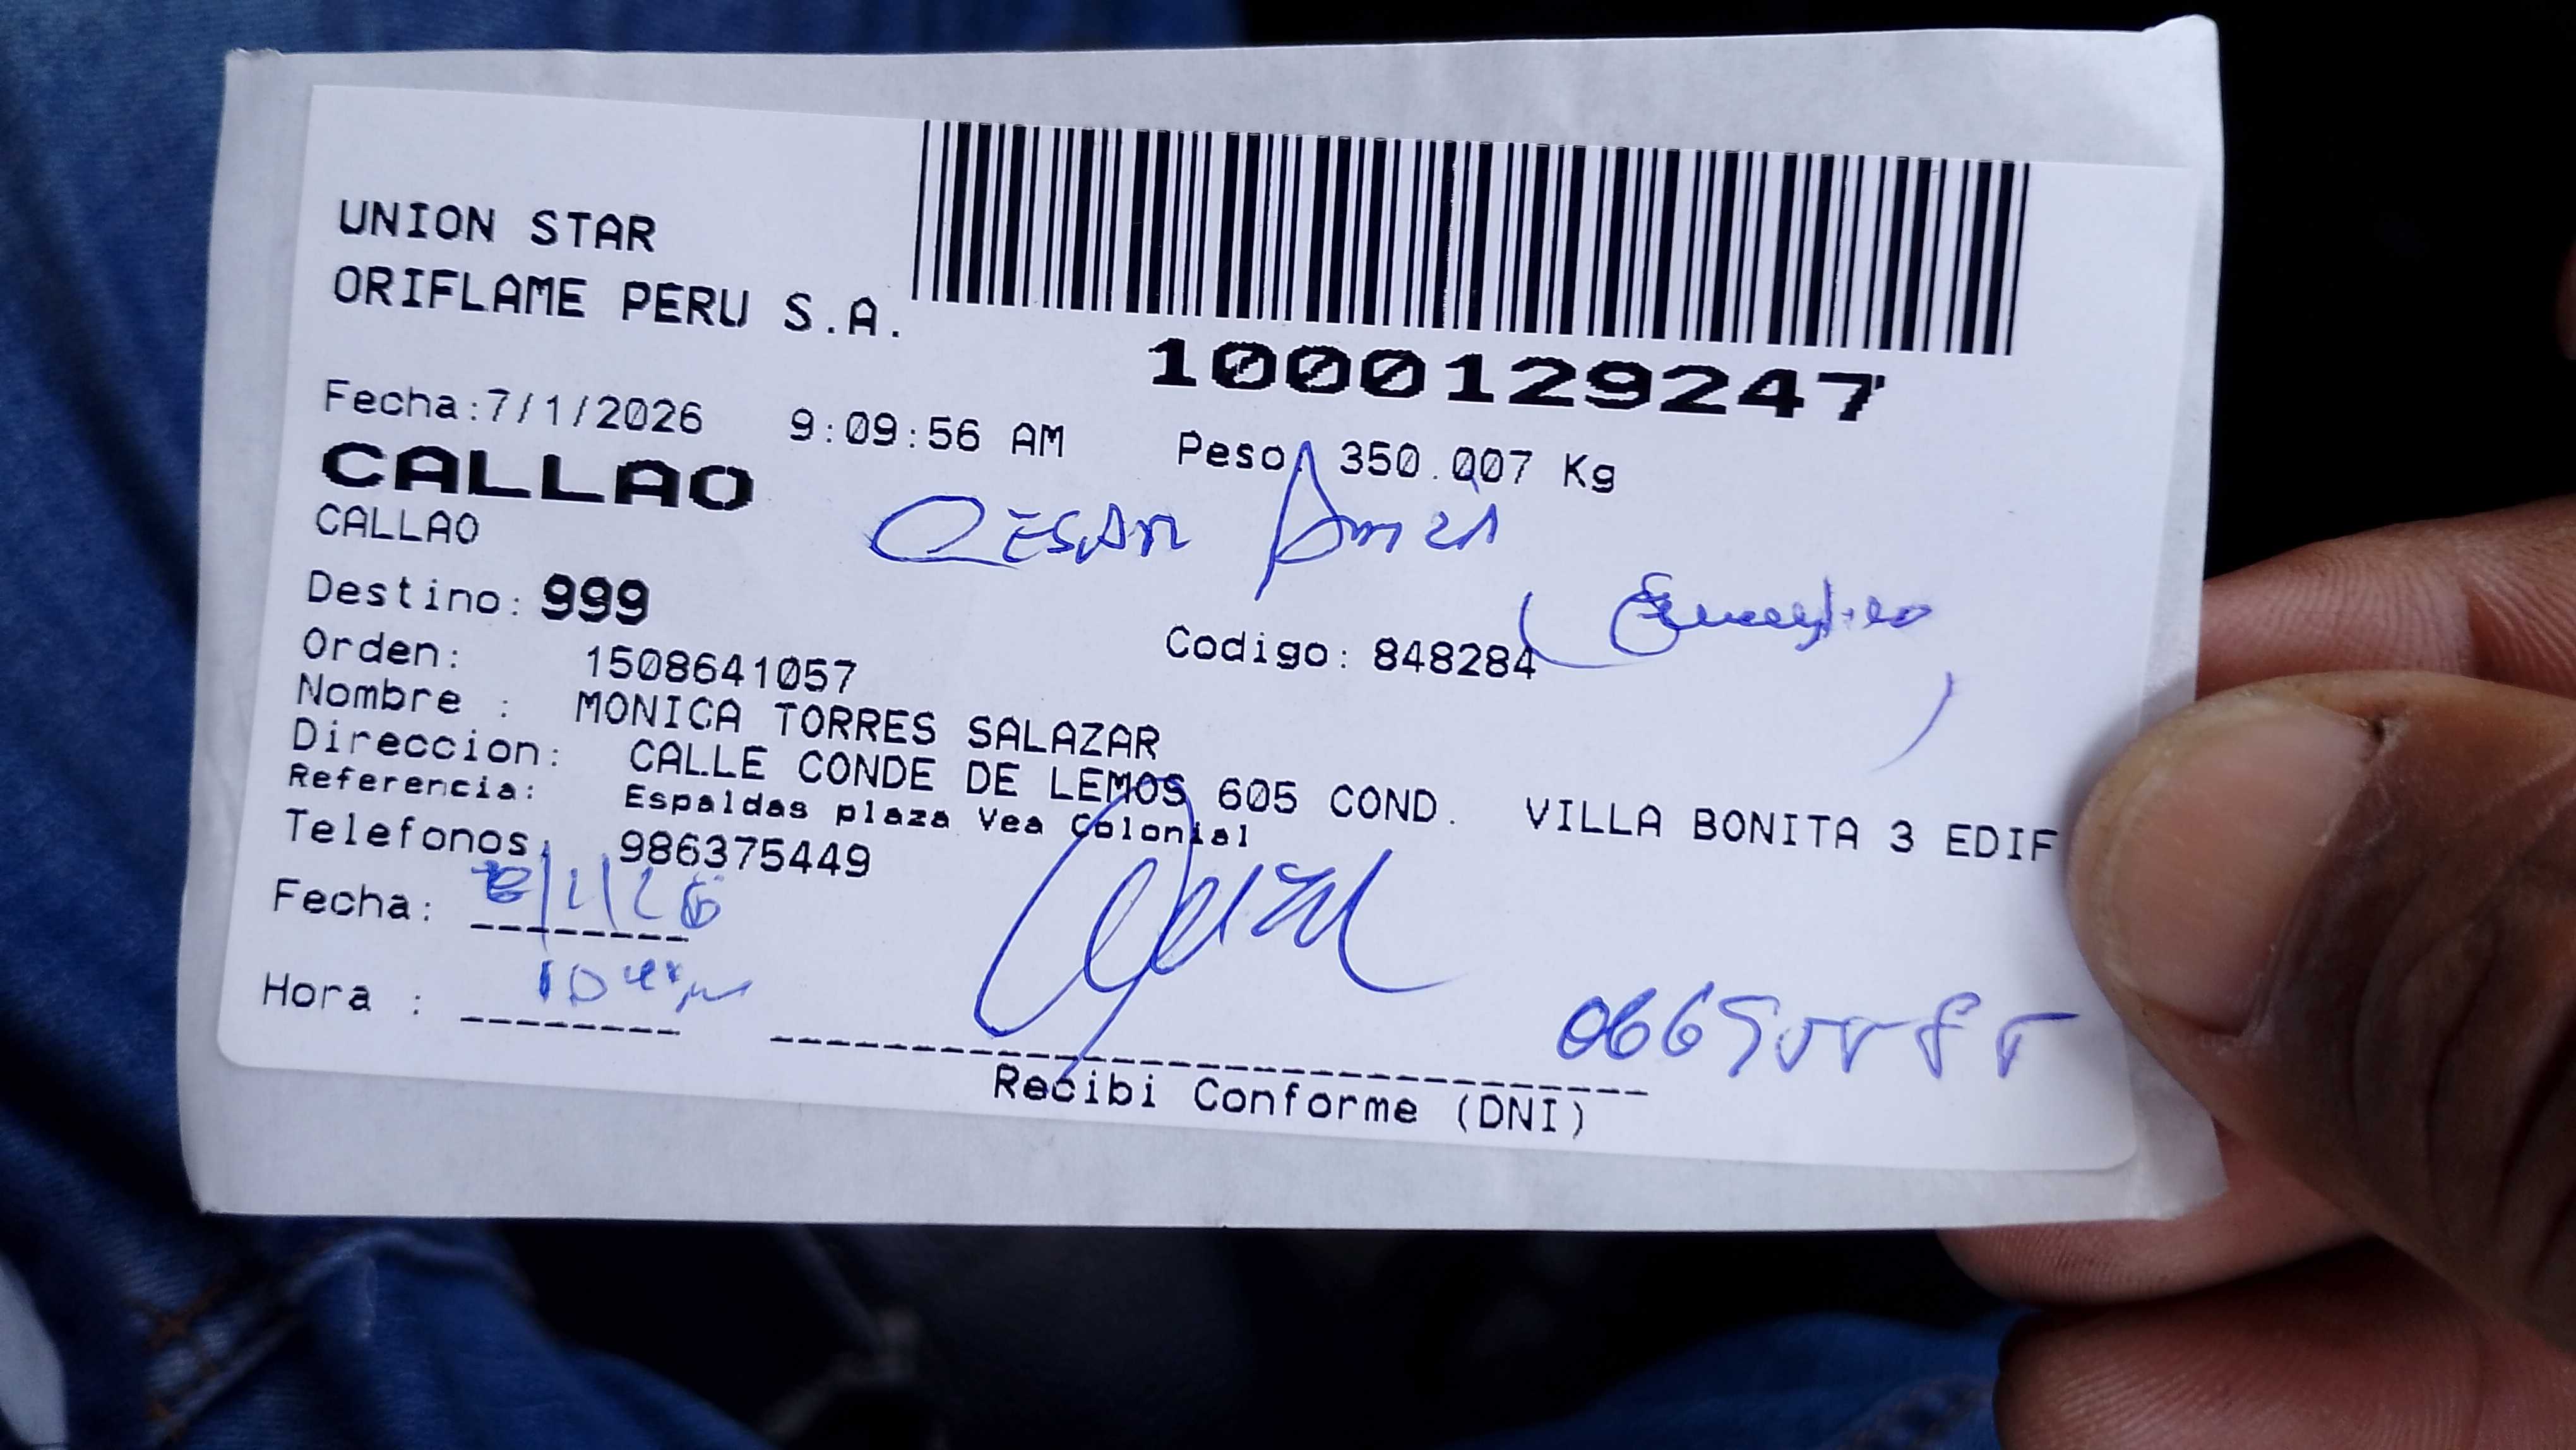 UNION STAR
ORIFLAME PERU S.A.
1000129247
Fecha:7/1/2026 9:09:56 AM Peso: 350.007 Kg
CALLAO
CALLAO
CESAR
Destino: 999
Orden: 1508641057 Codigo: 848284
Nombre : MONICA TORRES SALAZAR
Direccion: CALLE CONDE DE LEMOS 605 COND. VILLA BONITA 3 EDIF
Referencia: Espaldas plaza Vea Colonial
Telefonos: 986375449
Fecha: 8/1/26
Hora :
Recibi Conforme (DNI)